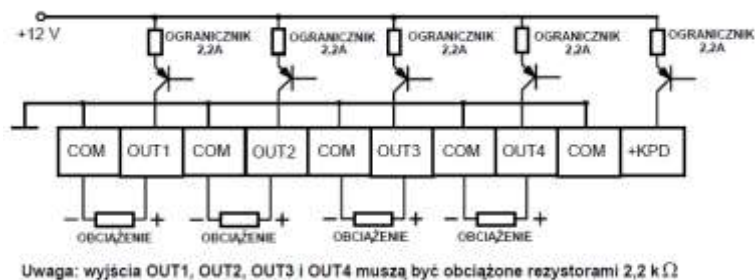 +12 V
OGRANICZNIK
2,2A
OGRANICZNIK
2,2A
OGRANICZNIK
2,2A
OGRANICZNIK
2,2A
OGRANICZNIK
2,2A
COM OUT1 COM OUT2 COM OUT3 COM OUT4 COM +KPD
− + − + − + − +
OBCIĄŻENIE OBCIĄŻENIE OBCIĄŻENIE OBCIĄŻENIE
Uwaga: wyjścia OUT1, OUT2, OUT3 i OUT4 muszą być obciążone rezystorami 2,2 kΩ